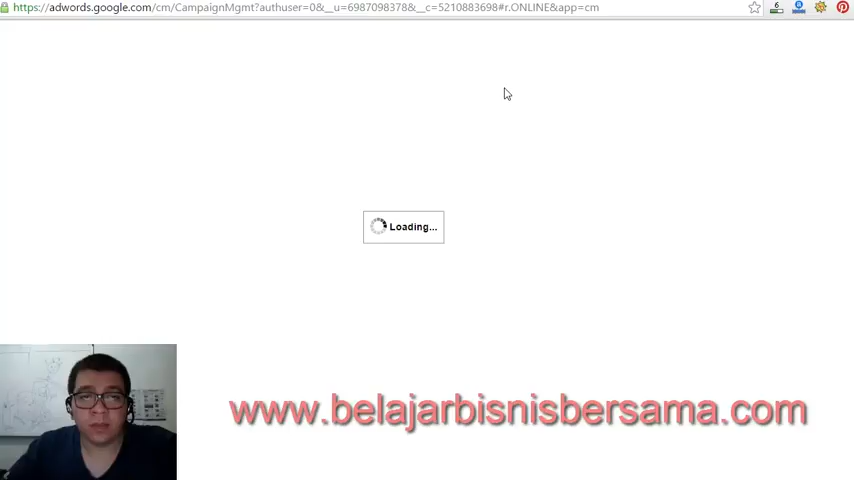 https://adwords.google.com/cm/CampaignMgmt?authuser=0&__u=6987098378&__c=5210883698#r.ONLINE&app=cm
6
Loading...
www.belajarbisnisbersama.com